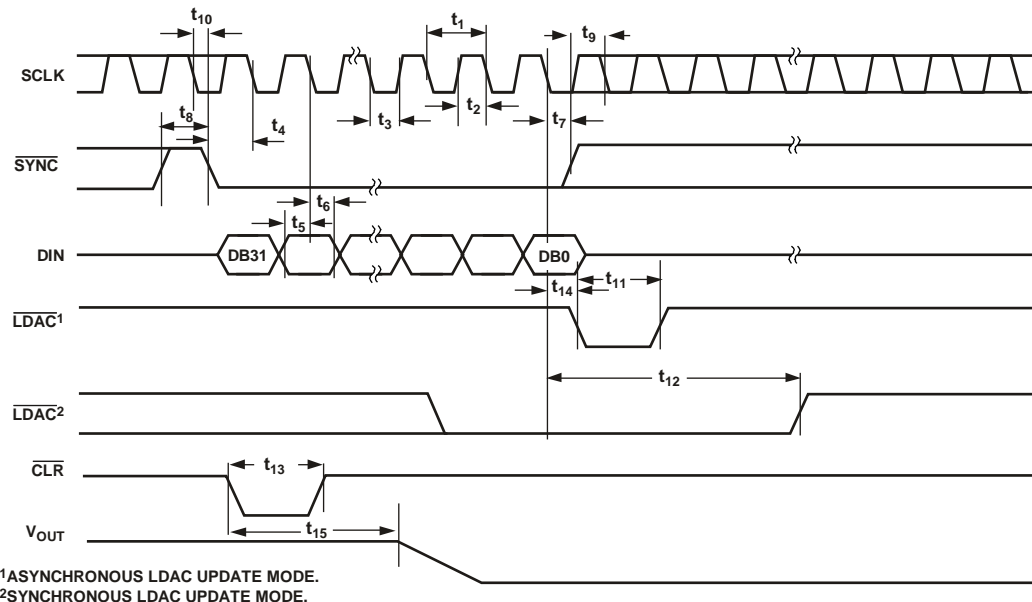 t10
t1
t9
SCLK
t8
t4
t3
t2
t7
SYNC
t6
t5
DIN
DB31
DB0
t14
t11
LDAC1
t12
LDAC2
CLR
t13
t15
VOUT
1ASYNCHRONOUS LDAC UPDATE MODE.
2SYNCHRONOUS LDAC UPDATE MODE.